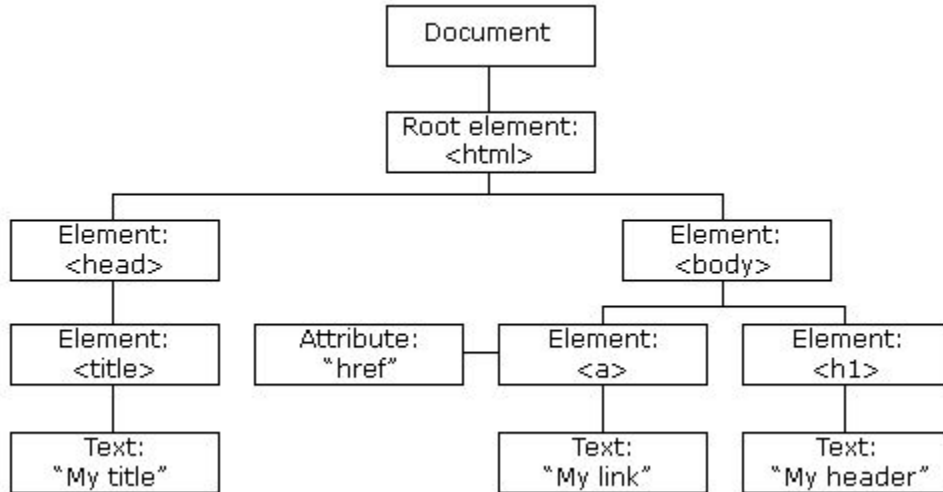 Document
Root element:
<html>
Element:
<head>
Element:
<body>
Element:
<title>
Attribute:
“href”
Element:
<a>
Element:
<h1>
Text:
“My title”
Text:
“My link”
Text:
“My header”